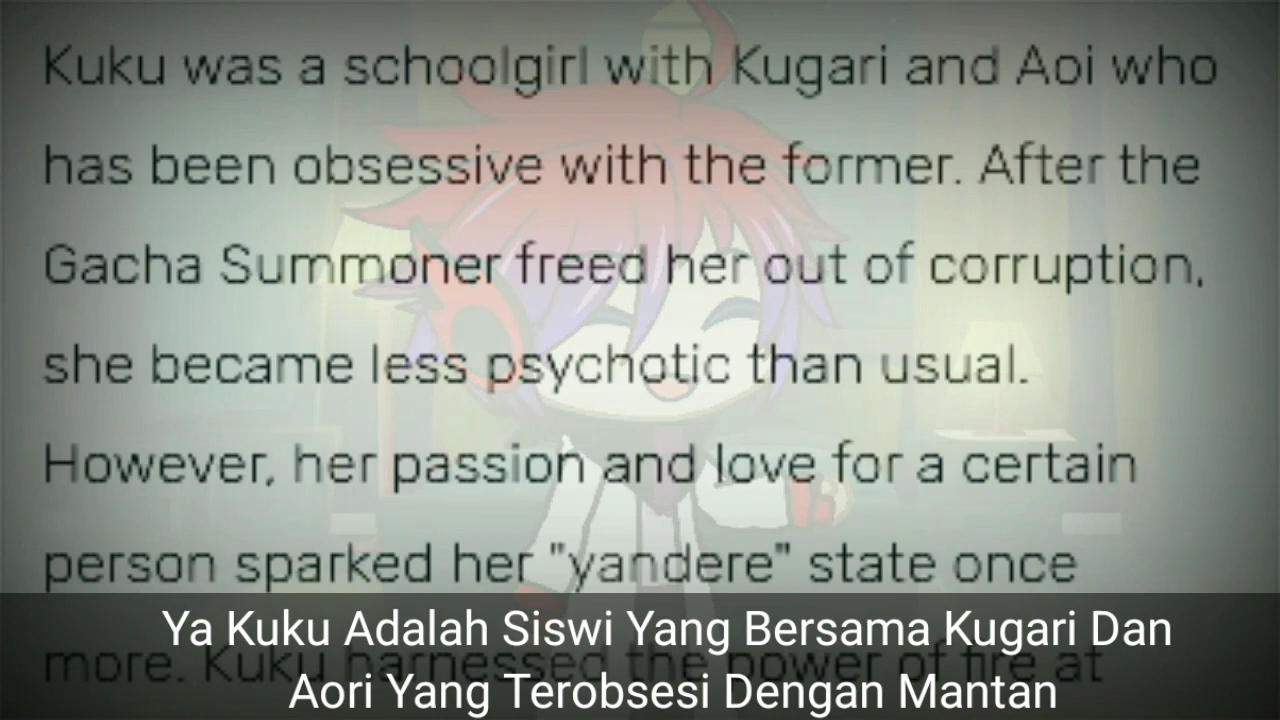 Kuku was a schoolgirl with Kugari and Aoi who
has been obsessive with the former. After the
Gacha Summoner freed her out of corruption,
she became less psychotic than usual.
However, her passion and love for a certain
person sparked her "yandere" state once
more. Kuku harnessed the power of fire at
Ya Kuku Adalah Siswi Yang Bersama Kugari Dan
Aori Yang Terobsesi Dengan Mantan